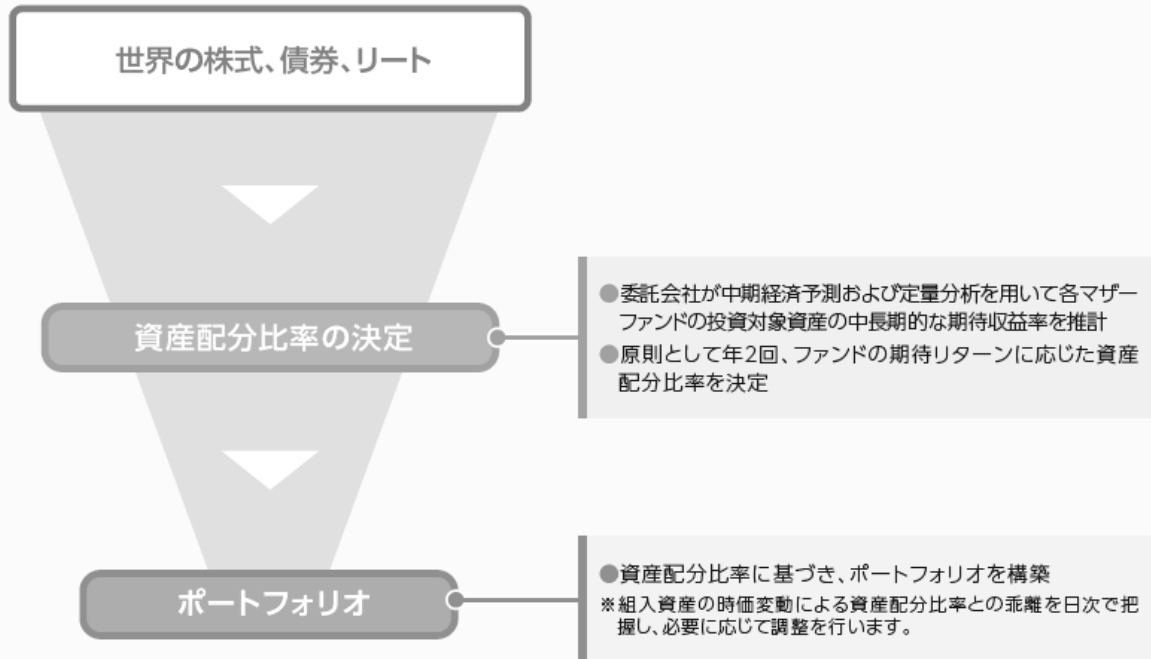 世界の株式、債券、リート
資産配分比率の決定
●委託会社が中期経済予測および定量分析を用いて各マザー
ファンドの投資対象資産の中長期的な期待収益率を推計
●原則として年2回、ファンドの期待リターンに応じた資産
配分比率を決定
ポートフォリオ
●資産配分比率に基づき、ポートフォリオを構築
※組入資産の時価変動による資産配分比率との乖離を日次で把
握し、必要に応じて調整を行います。